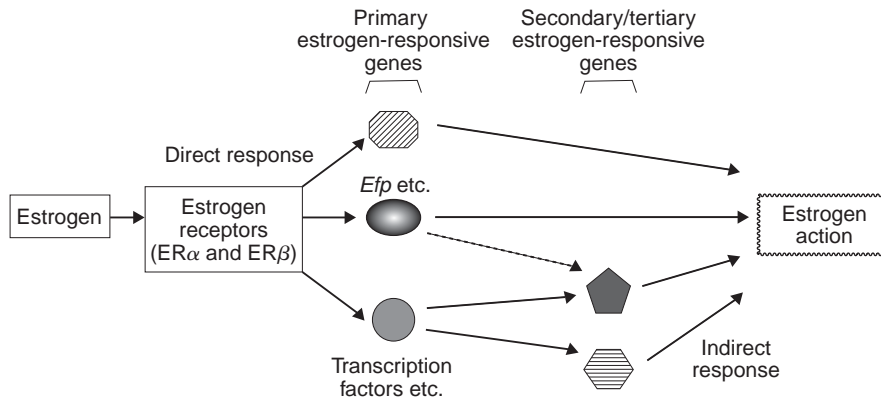 Primary
estrogen-responsive
genes
Secondary/tertiary
estrogen-responsive
genes
Direct response
Efp etc.
Estrogen
Estrogen
receptors
(ERα and ERβ)
Estrogen
action
Transcription
factors etc.
Indirect
response